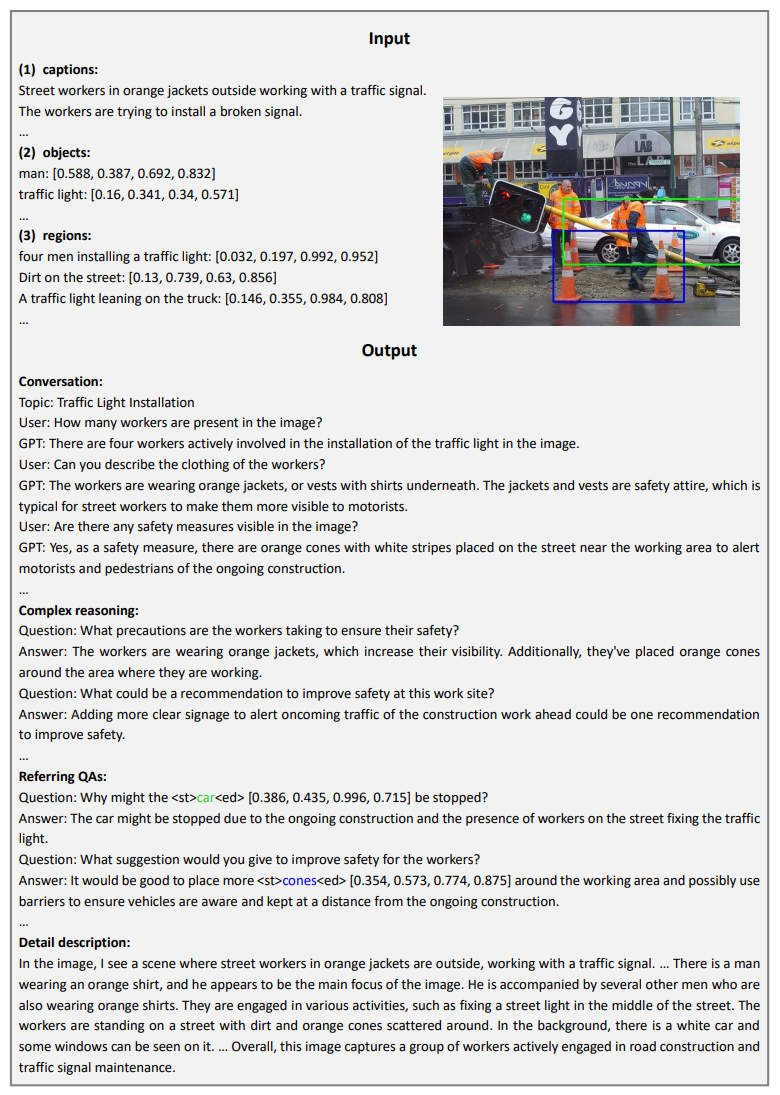 Input
(1) captions:
Street workers in orange jackets outside working with a traffic signal.
The workers are trying to install a broken signal.
...
(2) objects:
man: [0.588, 0.387, 0.692, 0.832]
traffic light: [0.16, 0.341, 0.34, 0.571]
...
(3) regions:
four men installing a traffic light: [0.032, 0.197, 0.992, 0.952]
Dirt on the street: [0.13, 0.739, 0.63, 0.856]
A traffic light leaning on the truck: [0.146, 0.355, 0.984, 0.808]
...
G
Y
THE
LAB
THE LAB
Output
Conversation:
Topic: Traffic Light Installation
User: How many workers are present in the image?
GPT: There are four workers actively involved in the installation of the traffic light in the image.
User: Can you describe the clothing of the workers?
GPT: The workers are wearing orange jackets, or vests with shirts underneath. The jackets and vests are safety attire, which is
typical for street workers to make them more visible to motorists.
User: Are there any safety measures visible in the image?
GPT: Yes, as a safety measure, there are orange cones with white stripes placed on the street near the working area to alert
motorists and pedestrians of the ongoing construction.
...
Complex reasoning:
Question: What precautions are the workers taking to ensure their safety?
Answer: The workers are wearing orange jackets, which increase their visibility. Additionally, they've placed orange cones
around the area where they are working.
Question: What could be a recommendation to improve safety at this work site?
Answer: Adding more clear signage to alert oncoming traffic of the construction work ahead could be one recommendation
to improve safety.
...
Referring QAs:
Question: Why might the <st>car<ed> [0.386, 0.435, 0.996, 0.715] be stopped?
Answer: The car might be stopped due to the ongoing construction and the presence of workers on the street fixing the traffic
light.
Question: What suggestion would you give to improve safety for the workers?
Answer: It would be good to place more <st>cones<ed> [0.354, 0.573, 0.774, 0.875] around the working area and possibly use
barriers to ensure vehicles are aware and kept at a distance from the ongoing construction.
...
Detail description:
In the image, I see a scene where street workers in orange jackets are outside, working with a traffic signal. ... There is a man
wearing an orange shirt, and he appears to be the main focus of the image. He is accompanied by several other men who are
also wearing orange shirts. They are engaged in various activities, such as fixing a street light in the middle of the street. The
workers are standing on a street with dirt and orange cones scattered around. In the background, there is a white car and
some windows can be seen on it. ... Overall, this image captures a group of workers actively engaged in road construction and
traffic signal maintenance.